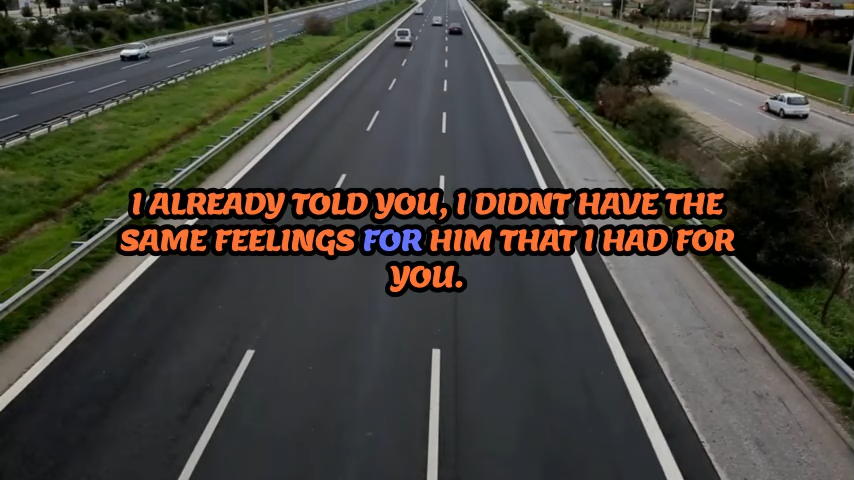 I ALREADY TOLD YOU, I DIDNT HAVE THE
SAME FEELINGS FOR HIM THAT I HAD FOR
YOU.